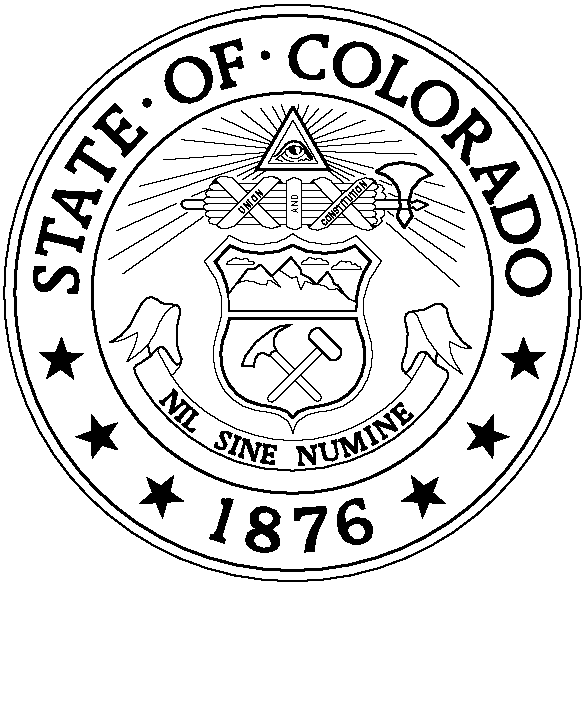 STATE · OF · COLORADO
UNION AND CONSTITUTION
NIL SINE NUMINE
1876